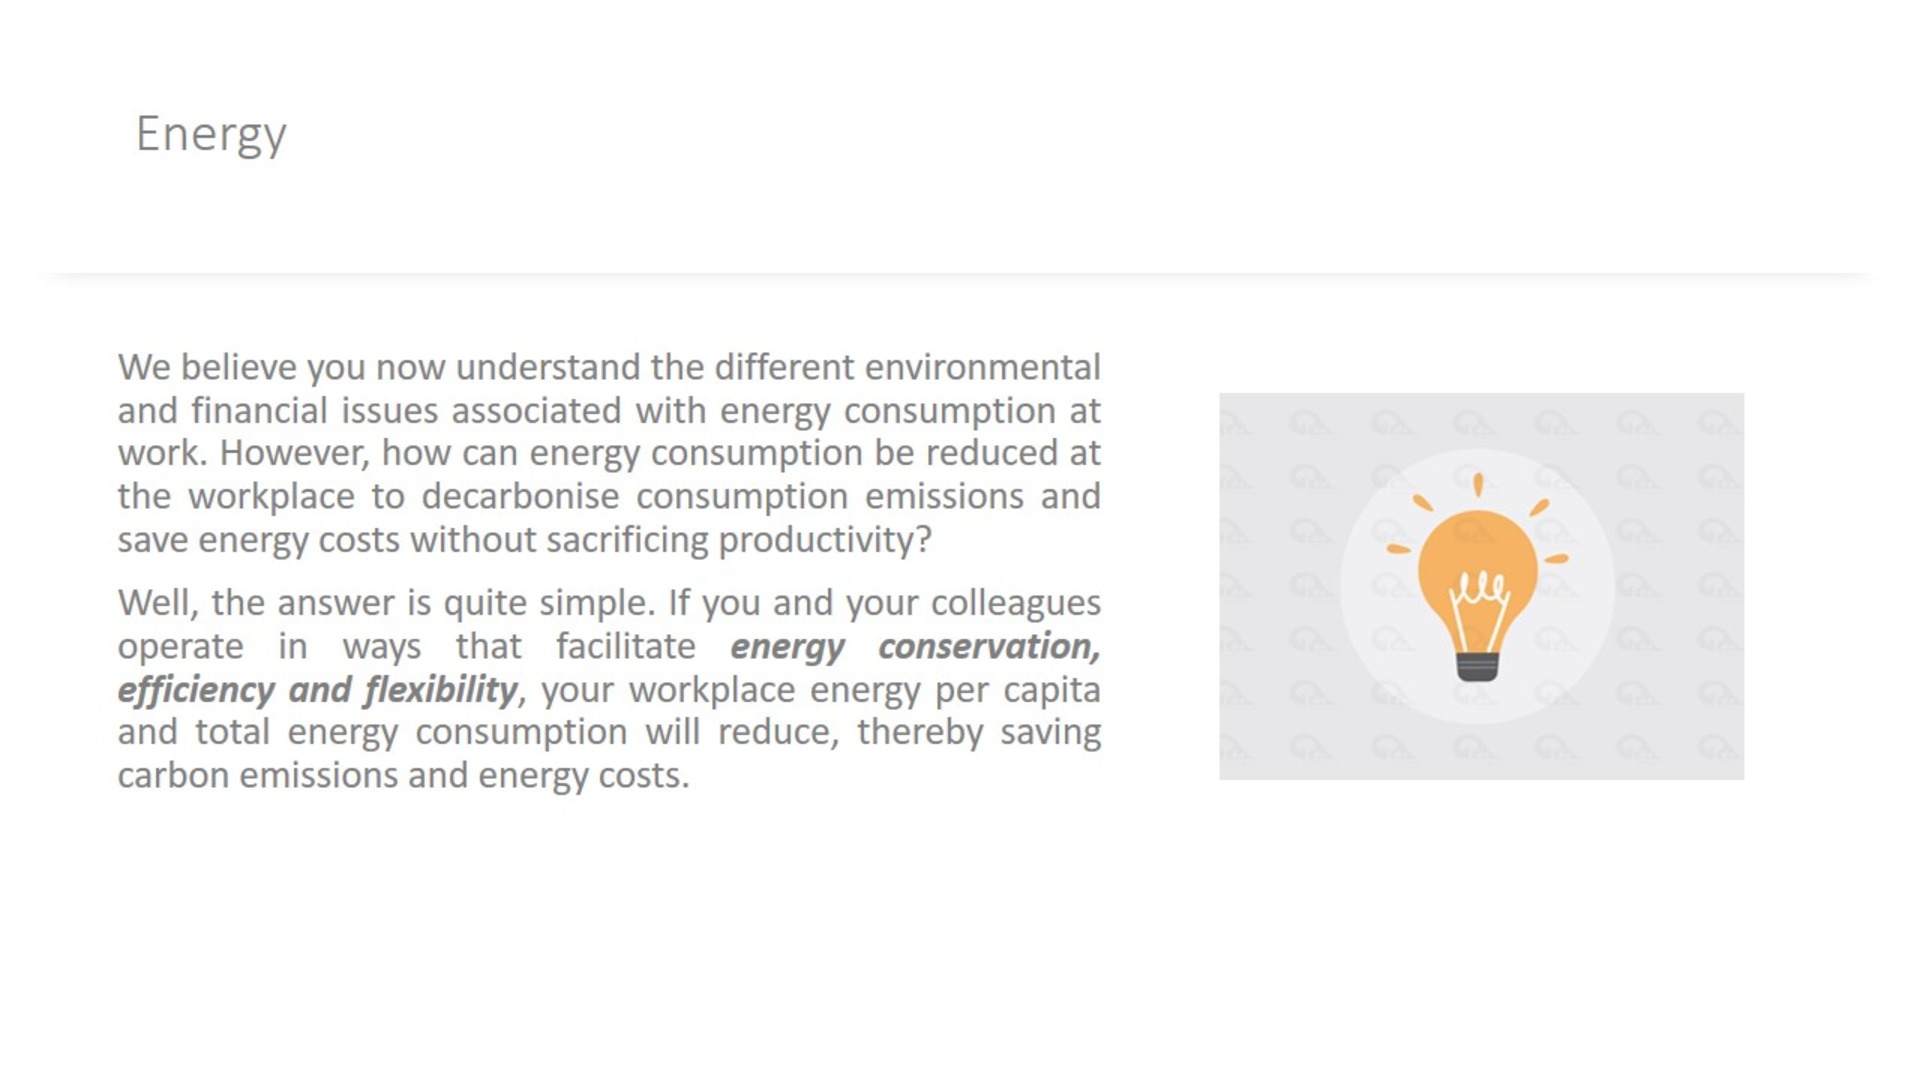 Energy
We believe you now understand the different environmental
and financial issues associated with energy consumption at
work. However, how can energy consumption be reduced at
the workplace to decarbonise consumption emissions and
save energy costs without sacrificing productivity?
Well, the answer is quite simple. If you and your colleagues
operate in ways that facilitate energy conservation,
efficiency and flexibility, your workplace energy per capita
and total energy consumption will reduce, thereby saving
carbon emissions and energy costs.